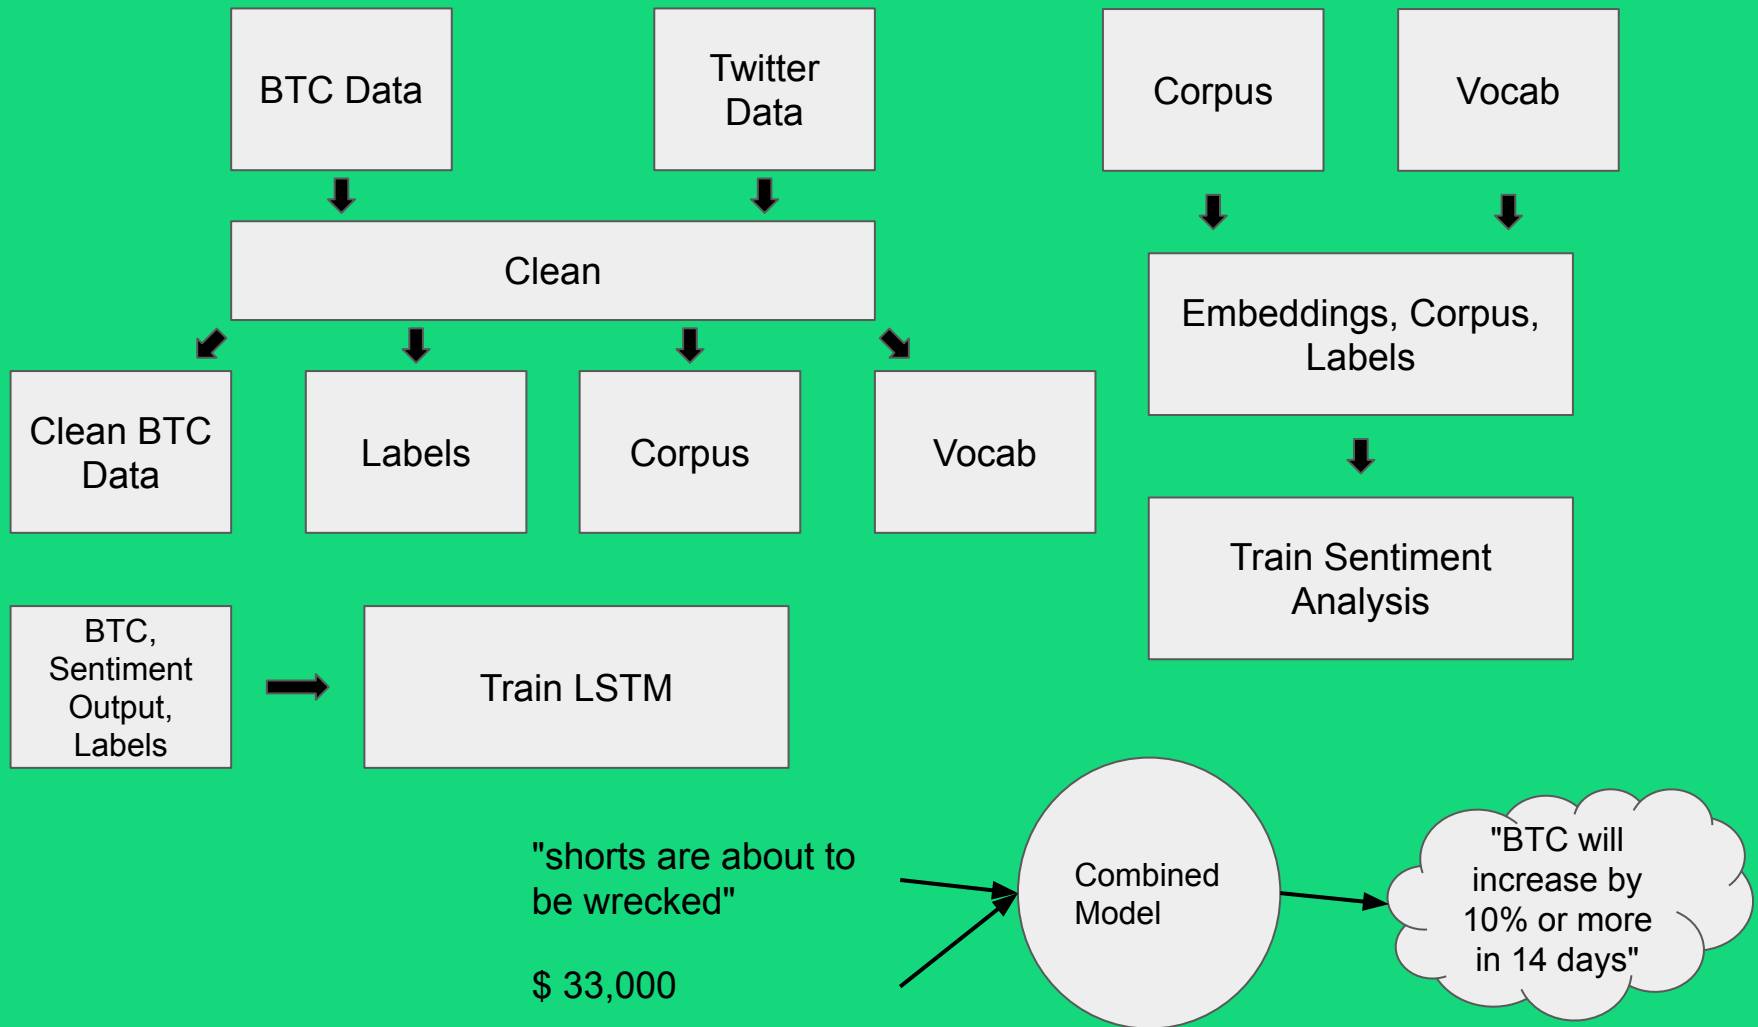 BTC Data
Twitter
Data
Corpus
Vocab
Clean
Embeddings, Corpus,
Labels
Clean BTC
Data
Labels
Corpus
Vocab
Train Sentiment
Analysis
BTC,
Sentiment
Output,
Labels
Train LSTM
"shorts are about to
be wrecked"
$ 33,000
Combined
Model
"BTC will
increase by
10% or more
in 14 days"